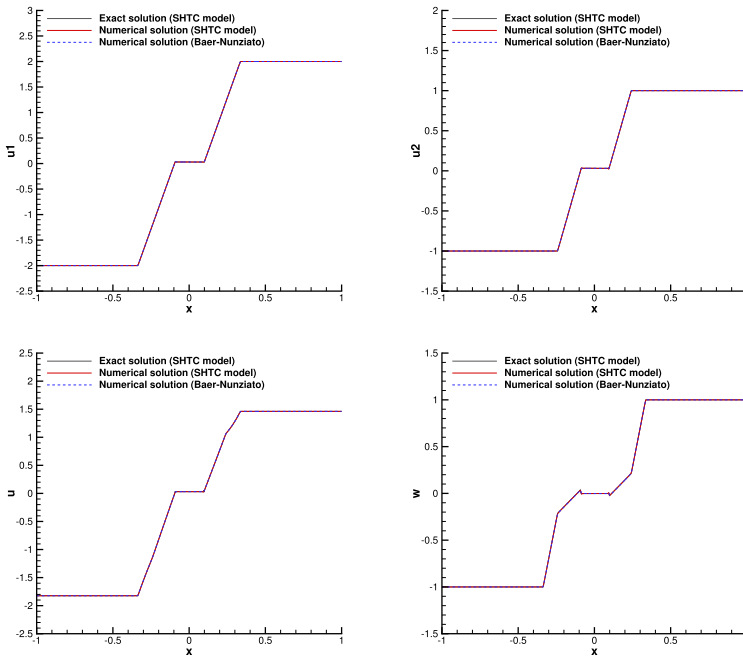 Exact solution (SHTC model)
Numerical solution (SHTC model)
Numerical solution (Baer-Nunziato)
u1
3
2.5
2
1.5
1
0.5
0
-0.5
-1
-1.5
-2
-2.5
-1 -0.5 0 0.5 1
x
Exact solution (SHTC model)
Numerical solution (SHTC model)
Numerical solution (Baer-Nunziato)
u2
2
1.5
1
0.5
0
-0.5
-1
-1.5
-1 -0.5 0 0.5
x
Exact solution (SHTC model)
Numerical solution (SHTC model)
Numerical solution (Baer-Nunziato)
u
2.5
2
1.5
1
0.5
0
-0.5
-1
-1.5
-2
-2.5
-1 -0.5 0 0.5 1
x
Exact solution (SHTC model)
Numerical solution (SHTC model)
Numerical solution (Baer-Nunziato)
w
1.5
1
0.5
0
-0.5
-1
-1.5
-1 -0.5 0 0.5
x